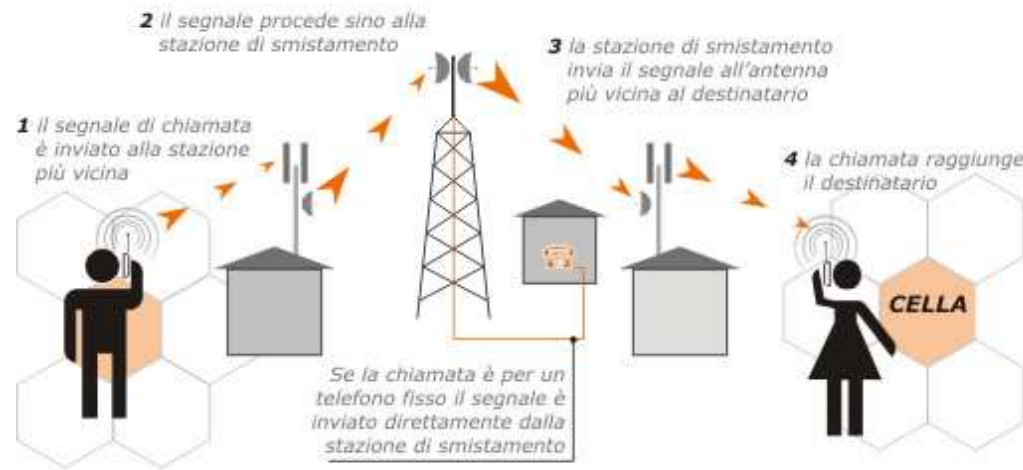 2 il segnale procede sino alla
stazione di smistamento
3 la stazione di smistamento
invia il segnale all'antenna
più vicina al destinatario
1 il segnale di chiamata
è inviato alla stazione
più vicina
4 la chiamata raggiunge
il destinatario
CELLA
Se la chiamata è per un
telefono fisso il segnale è
inviato direttamente dalla
stazione di smistamento